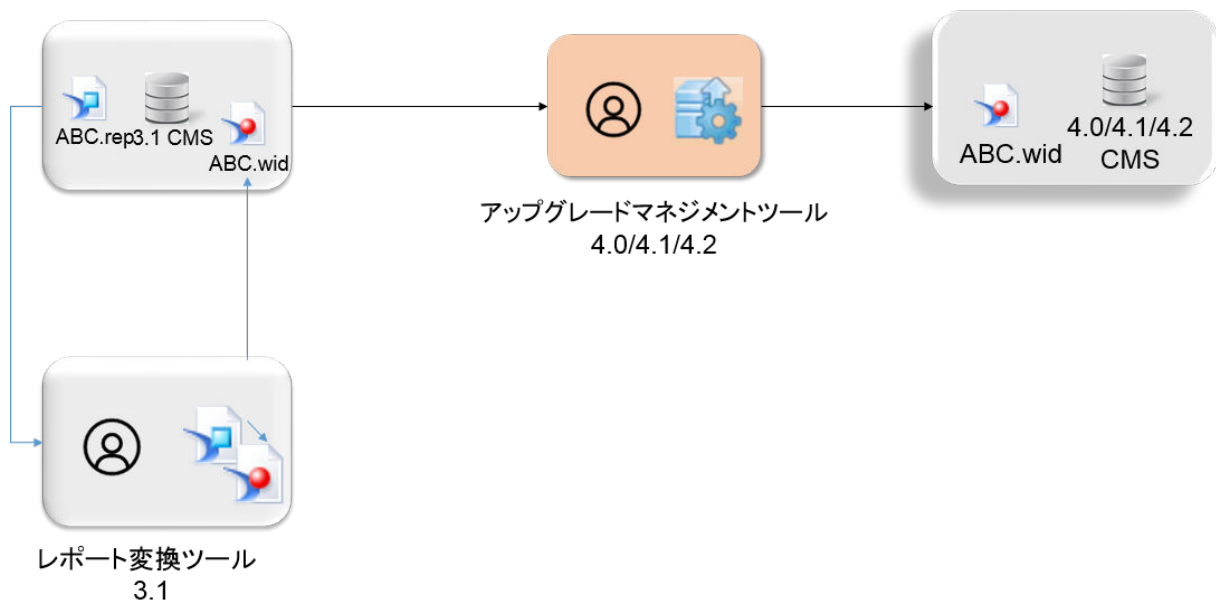 ABC.rep
3.1 CMS
ABC.wid
アップグレードマネジメントツール
4.0/4.1/4.2
ABC.wid
4.0/4.1/4.2
CMS
レポート変換ツール
3.1